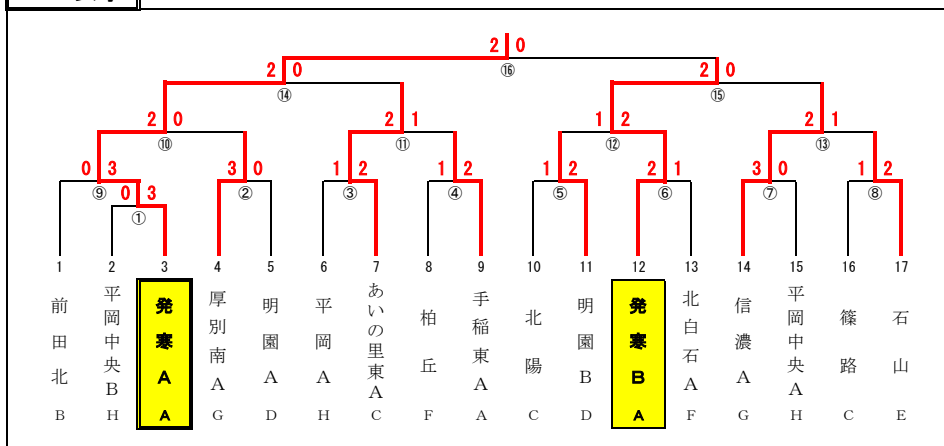 2 0
⑯
2 0
2 0
⑭
⑮
2 0
2 1
1 2
2 1
⑩
⑪
⑫
⑬
0 3
3 0
1 2
1 2
1 2
2 1
3 0
1 2
⑨
②
③
④
⑤
⑥
⑦
⑧
0 3
①
1 2 3 4 5 6 7 8 9 10 11 12 13 14 15 16 17
前田北 B
平岡中央B H
発寒A A
厚別南A G
明園A D
平岡A H
あいの里東A C
柏丘 F
手稲東A A
北陽 C
明園B D
発寒B A
北白石A F
信濃A G
平岡中央A H
篠路 C
石山 E